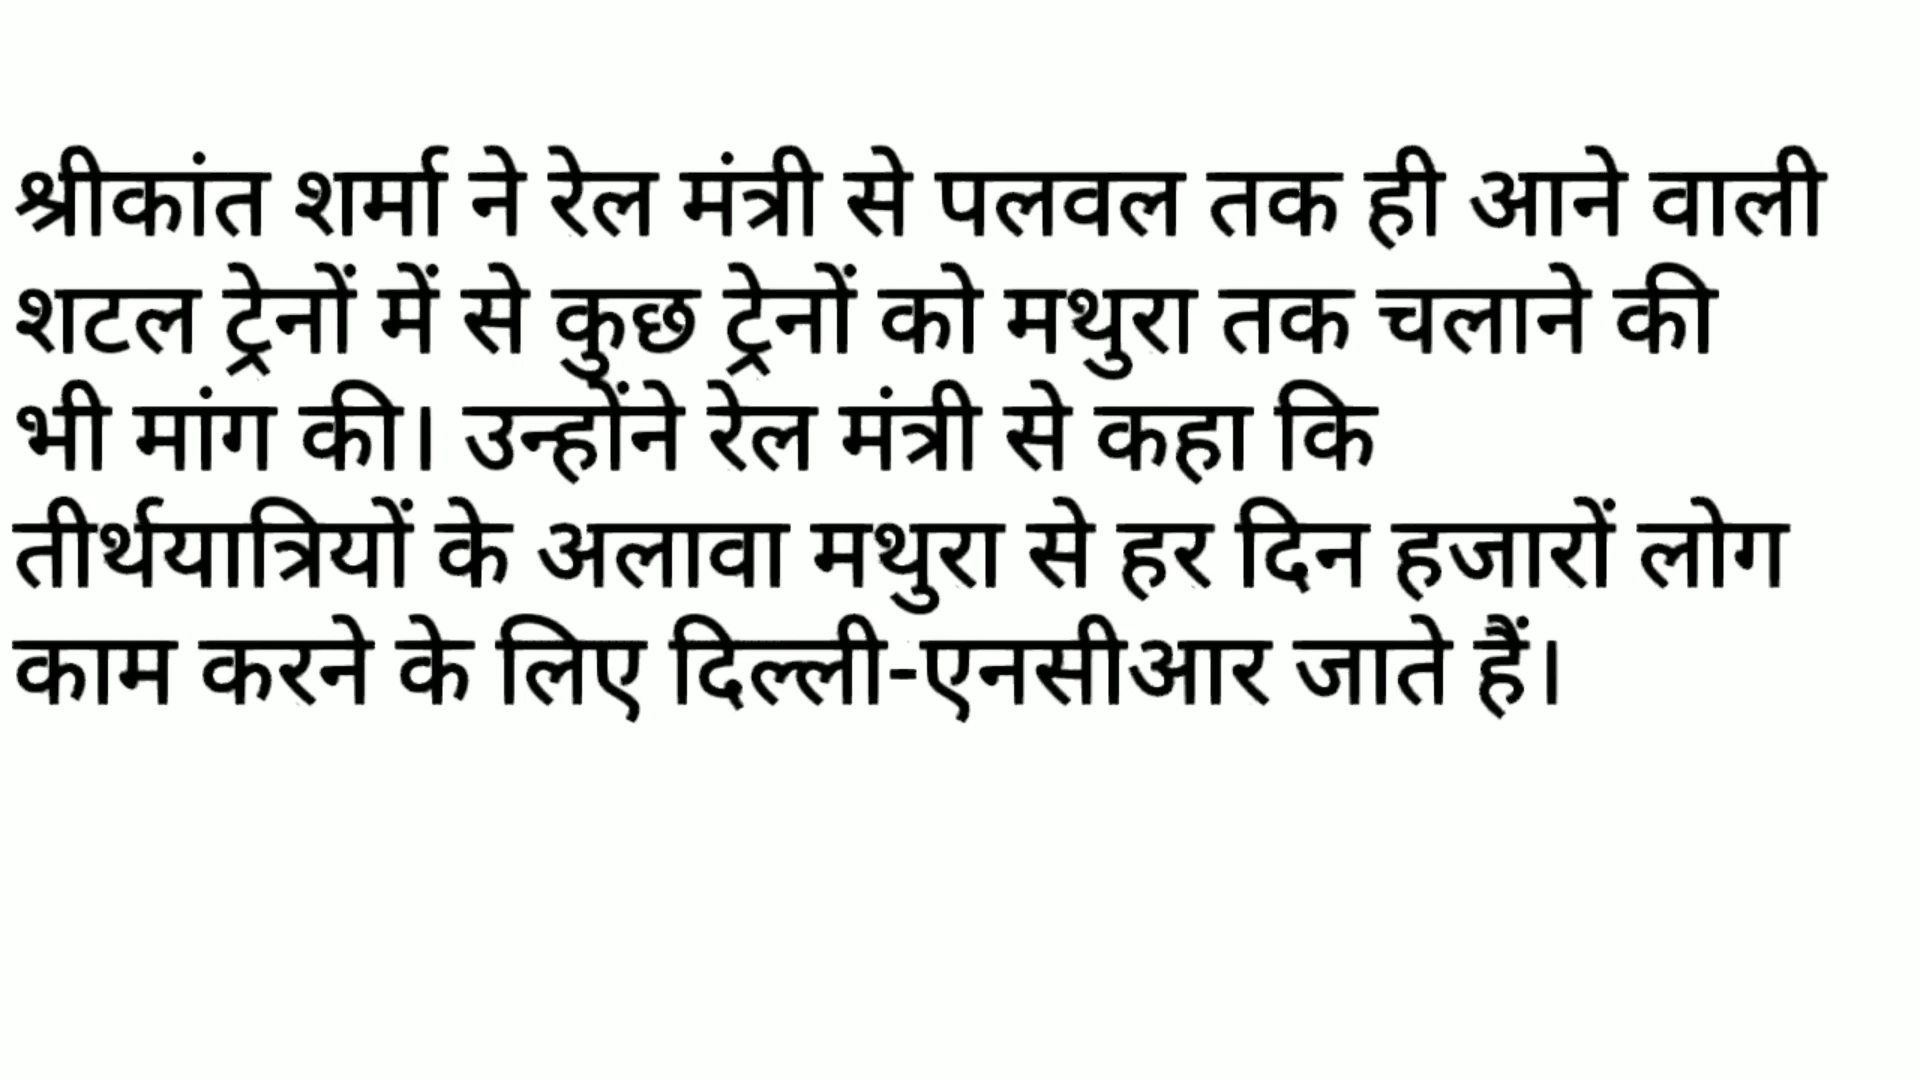 श्रीकांत शर्मा ने रेल मंत्री से पलवल तक ही आने वाली
शटल ट्रेनों में से कुछ ट्रेनों को मथुरा तक चलाने की
भी मांग की। उन्होंने रेल मंत्री से कहा कि
तीर्थयात्रियों के अलावा मथुरा से हर दिन हजारों लोग
काम करने के लिए दिल्ली-एनसीआर जाते हैं।